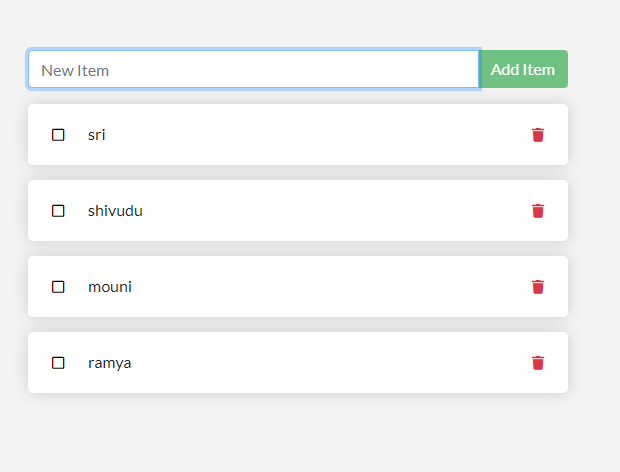 New Item
Add Item
sri
shivudu
mouni
ramya